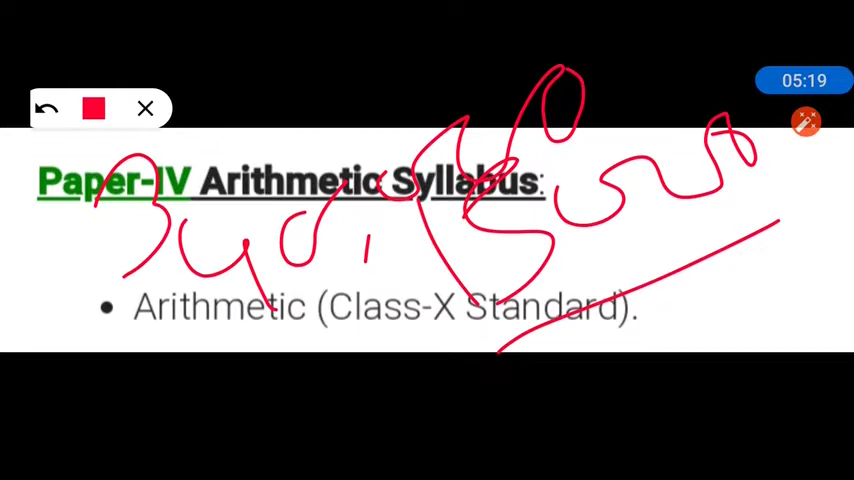 05:19
Paper-IV Arithmetic Syllabus:
• Arithmetic (Class-X Standard).